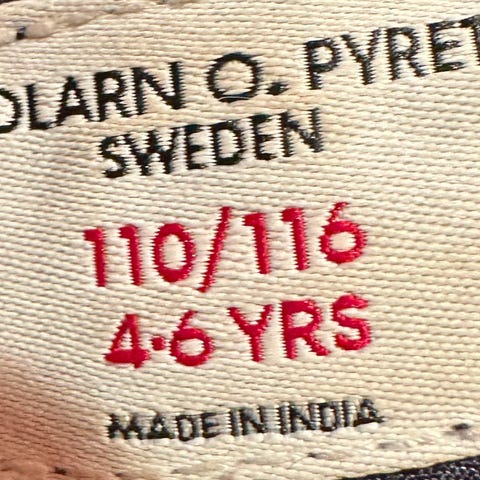 OLARN O. PYRET
SWEDEN
110/116
4·6 YRS
MADE IN INDIA